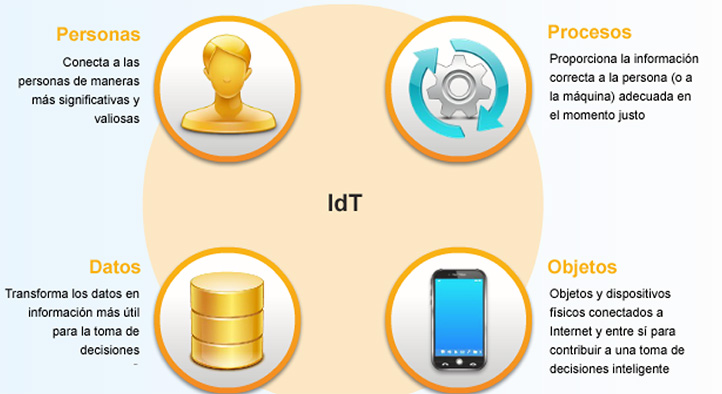 Personas
Conecta a las
personas de maneras
más significativas y
valiosas
Procesos
Proporciona la información
correcta a la persona (o a
la máquina) adecuada en
el momento justo
IdT
Datos
Transforma los datos en
información más útil
para la toma de
decisiones
Objetos
Objetos y dispositivos
físicos conectados a
Internet y entre sí para
contribuir a una toma de
decisiones inteligente